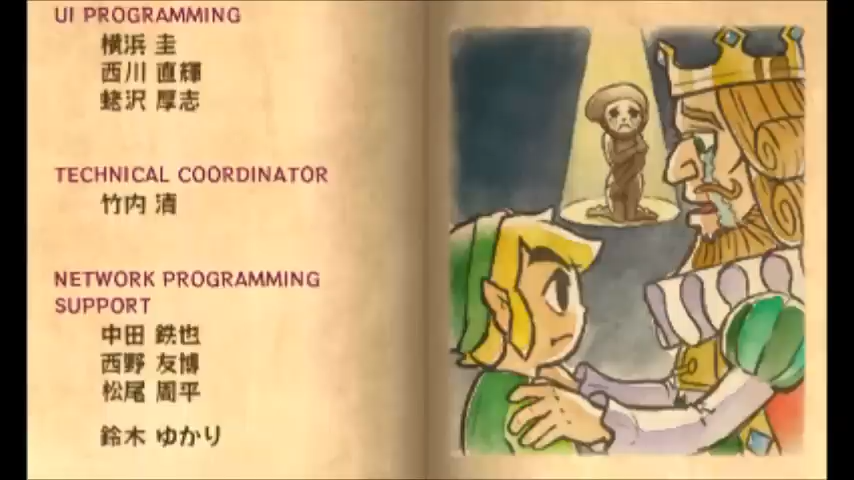 UI PROGRAMMING
横浜 圭
西川 直輝
蛯沢 厚志
TECHNICAL COORDINATOR
竹内 清
NETWORK PROGRAMMING
SUPPORT
中田 鉄也
西野 友博
松尾 周平
鈴木 ゆかり